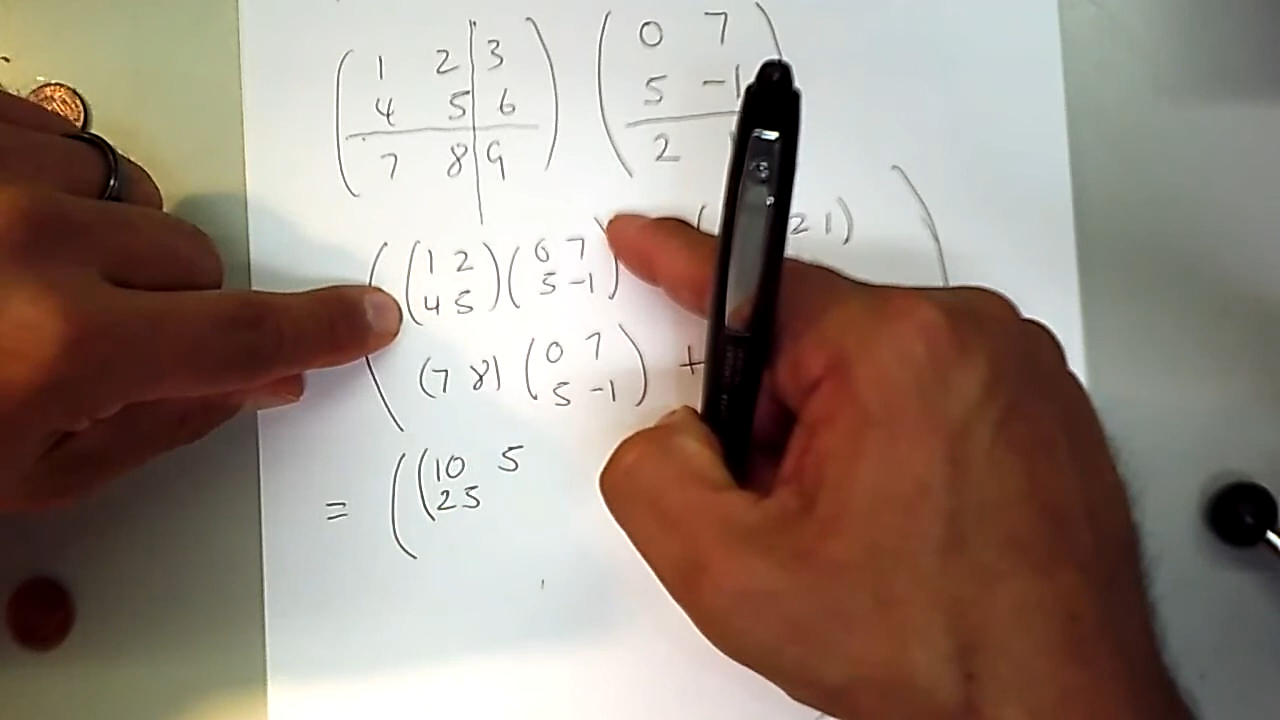 ( 1 2 | 3 ) ( 0 7 )
4 5 | 6 5 -1
7 8 | 9 2
( ( 1 2 ) ( 0 7 ) ( 2 1 )
4 5 5 -1
(7 8) ( 0 7 ) +
5 -1
= ( ( 10 5
25